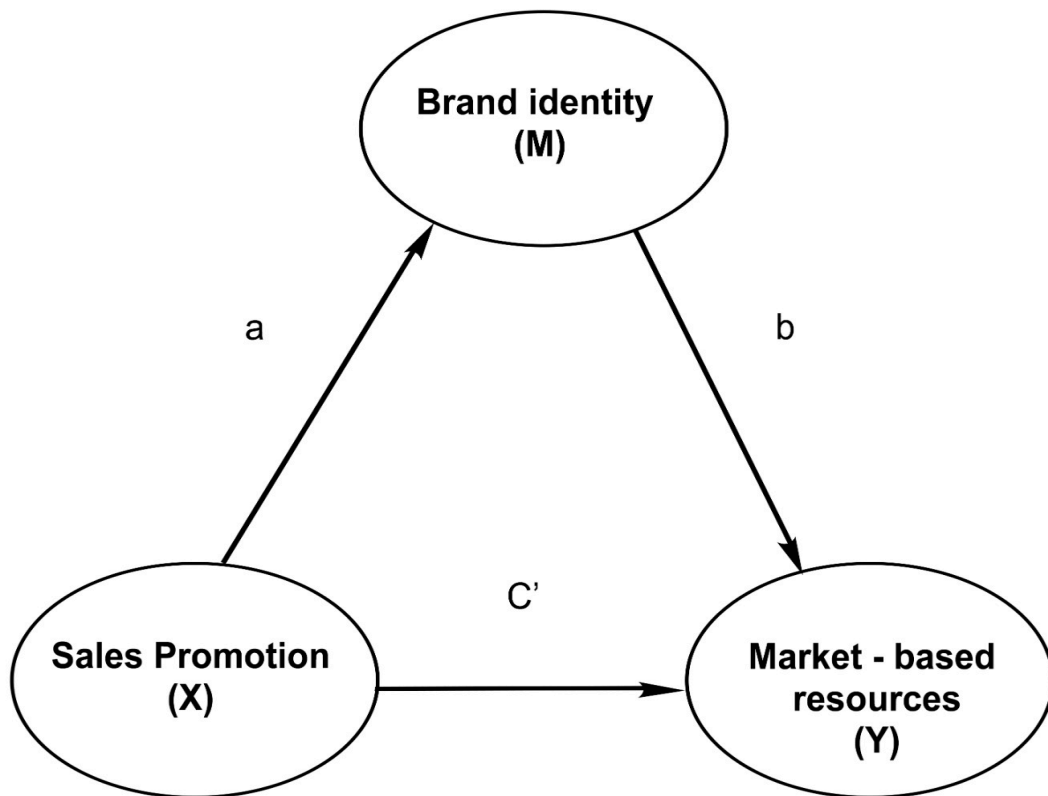 Brand identity
(M)
a
b
C’
Sales Promotion
(X)
Market - based
resources
(Y)